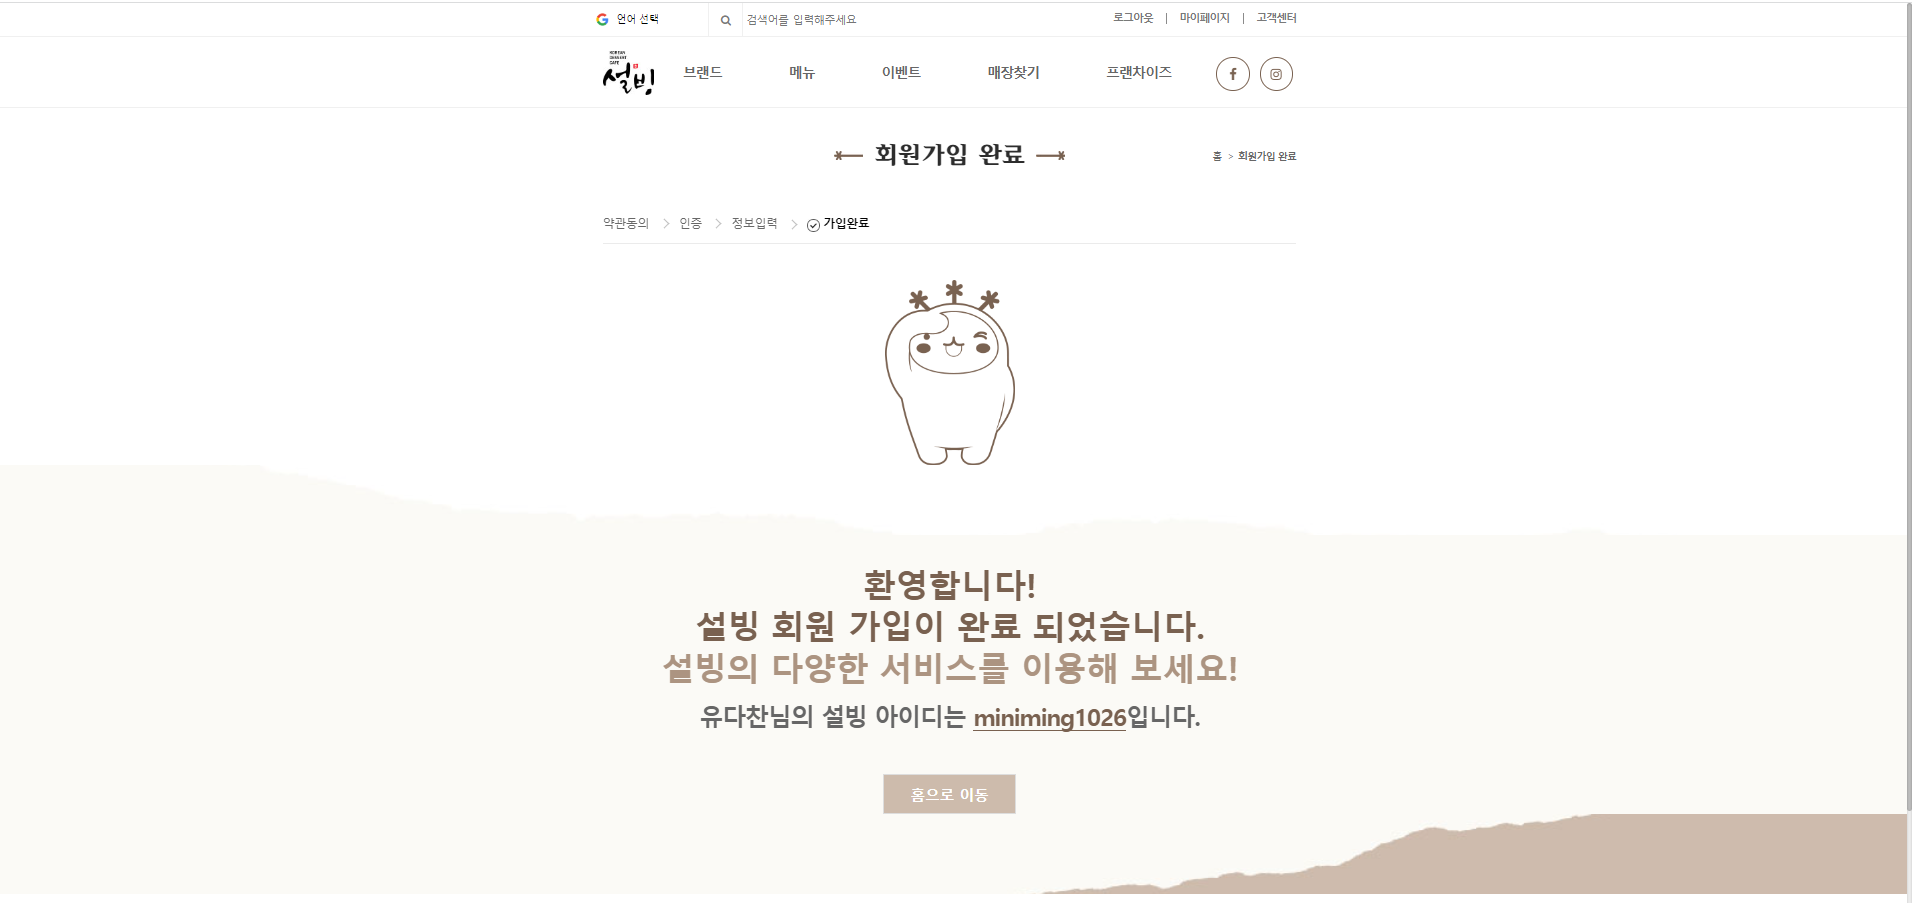 언어 선택
검색어를 입력해주세요
로그아웃 | 마이페이지 | 고객센터
KOREAN
DESSERT
CAFE
설빙
브랜드 메뉴 이벤트 매장찾기 프랜차이즈
회원가입 완료
홈 > 회원가입 완료
약관동의 인증 정보입력 가입완료
환영합니다!
설빙 회원 가입이 완료 되었습니다.
설빙의 다양한 서비스를 이용해 보세요!
유다찬님의 설빙 아이디는 miniming1026입니다.
홈으로 이동